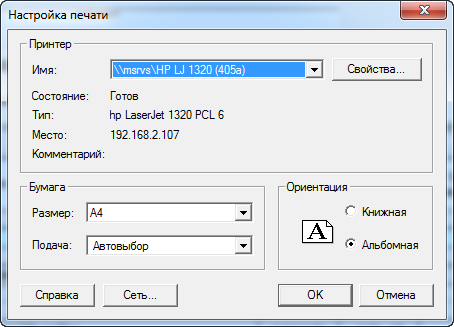 Настройка печати
Принтер
Имя: \\msrvs\HP LJ 1320 (405a) Свойства...
Состояние: Готов
Тип: hp LaserJet 1320 PCL 6
Место: 192.168.2.107
Комментарий:
Бумага
Размер: A4
Подача: Автовыбор
Ориентация
A
Книжная
Альбомная
Справка Сеть... OK Отмена